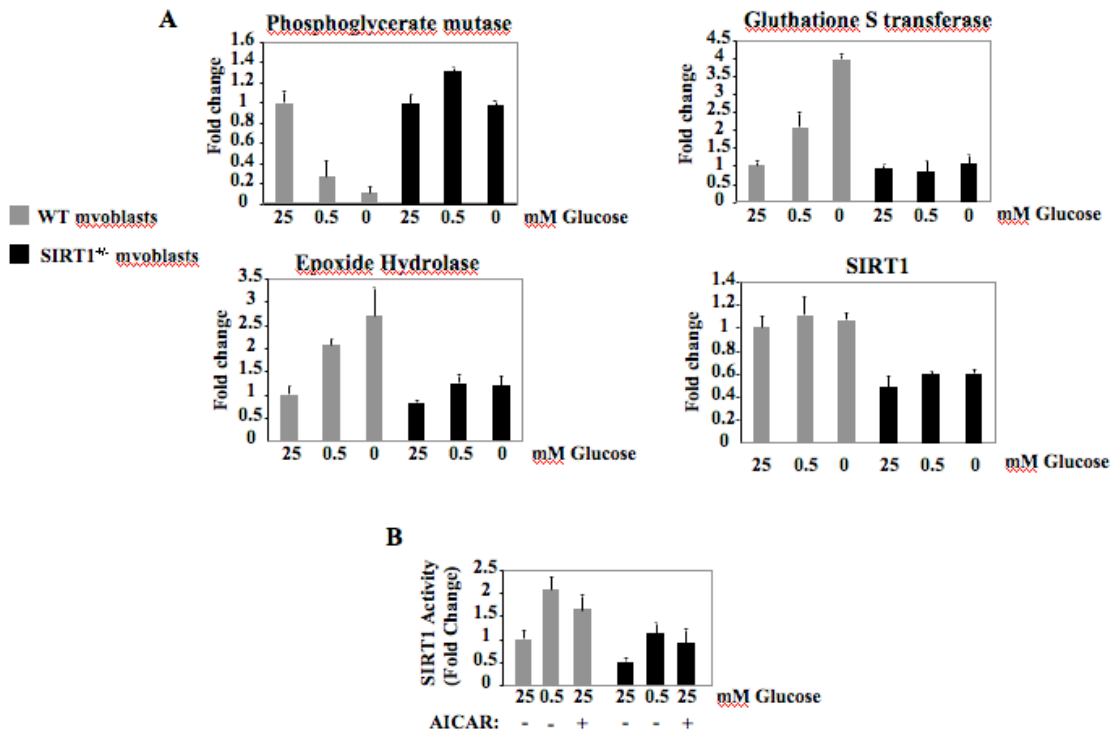 A
Phosphoglycerate mutase
Fold change
1.6
1.4
1.2
1.0
0.8
0.6
0.4
0.2
0
25 0.5 0 25 0.5 0 mM Glucose
Gluthatione S transferase
Fold change
4.5
4
3.5
3
2.5
2
1.5
1
0.5
0
25 0.5 0 25 0.5 0 mM Glucose
WT myoblasts
SIRT1+/- myoblasts
Epoxide Hydrolase
Fold change
3.5
3
2.5
2
1.5
1
0.5
0
25 0.5 0 25 0.5 0 mM Glucose
SIRT1
Fold change
1.4
1.2
1
0.8
0.6
0.4
0.2
0
25 0.5 0 25 0.5 0 mM Glucose
B
SIRT1 Activity
(Fold Change)
2.5
2
1.5
1
0.5
0
25 0.5 25 25 0.5 25 mM Glucose
AICAR: - - + - - +